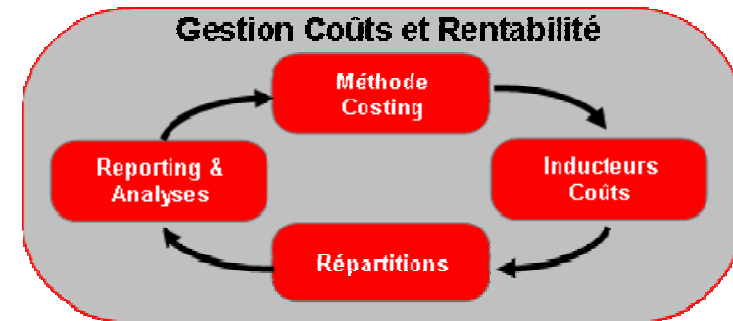 Gestion Coûts et Rentabilité
Méthode
Costing
Inducteurs
Coûts
Répartitions
Reporting &
Analyses